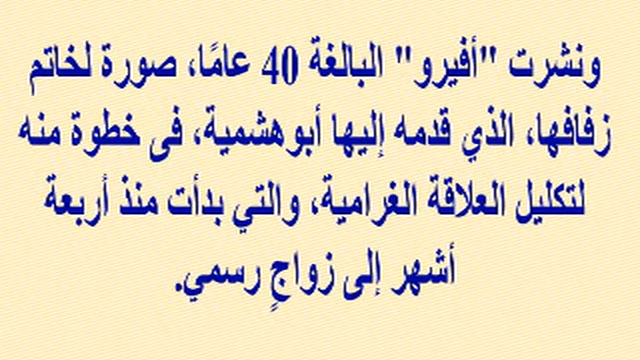 ونشرت "أفيرو" البالغة 40 عامًا، صورة لخاتم
زفافها، الذي قدمه إليها أبوهشمية، فى خطوة منه
لتكليل العلاقة الغرامية، والتي بدأت منذ أربعة
أشهر إلى زواجٍ رسمي.